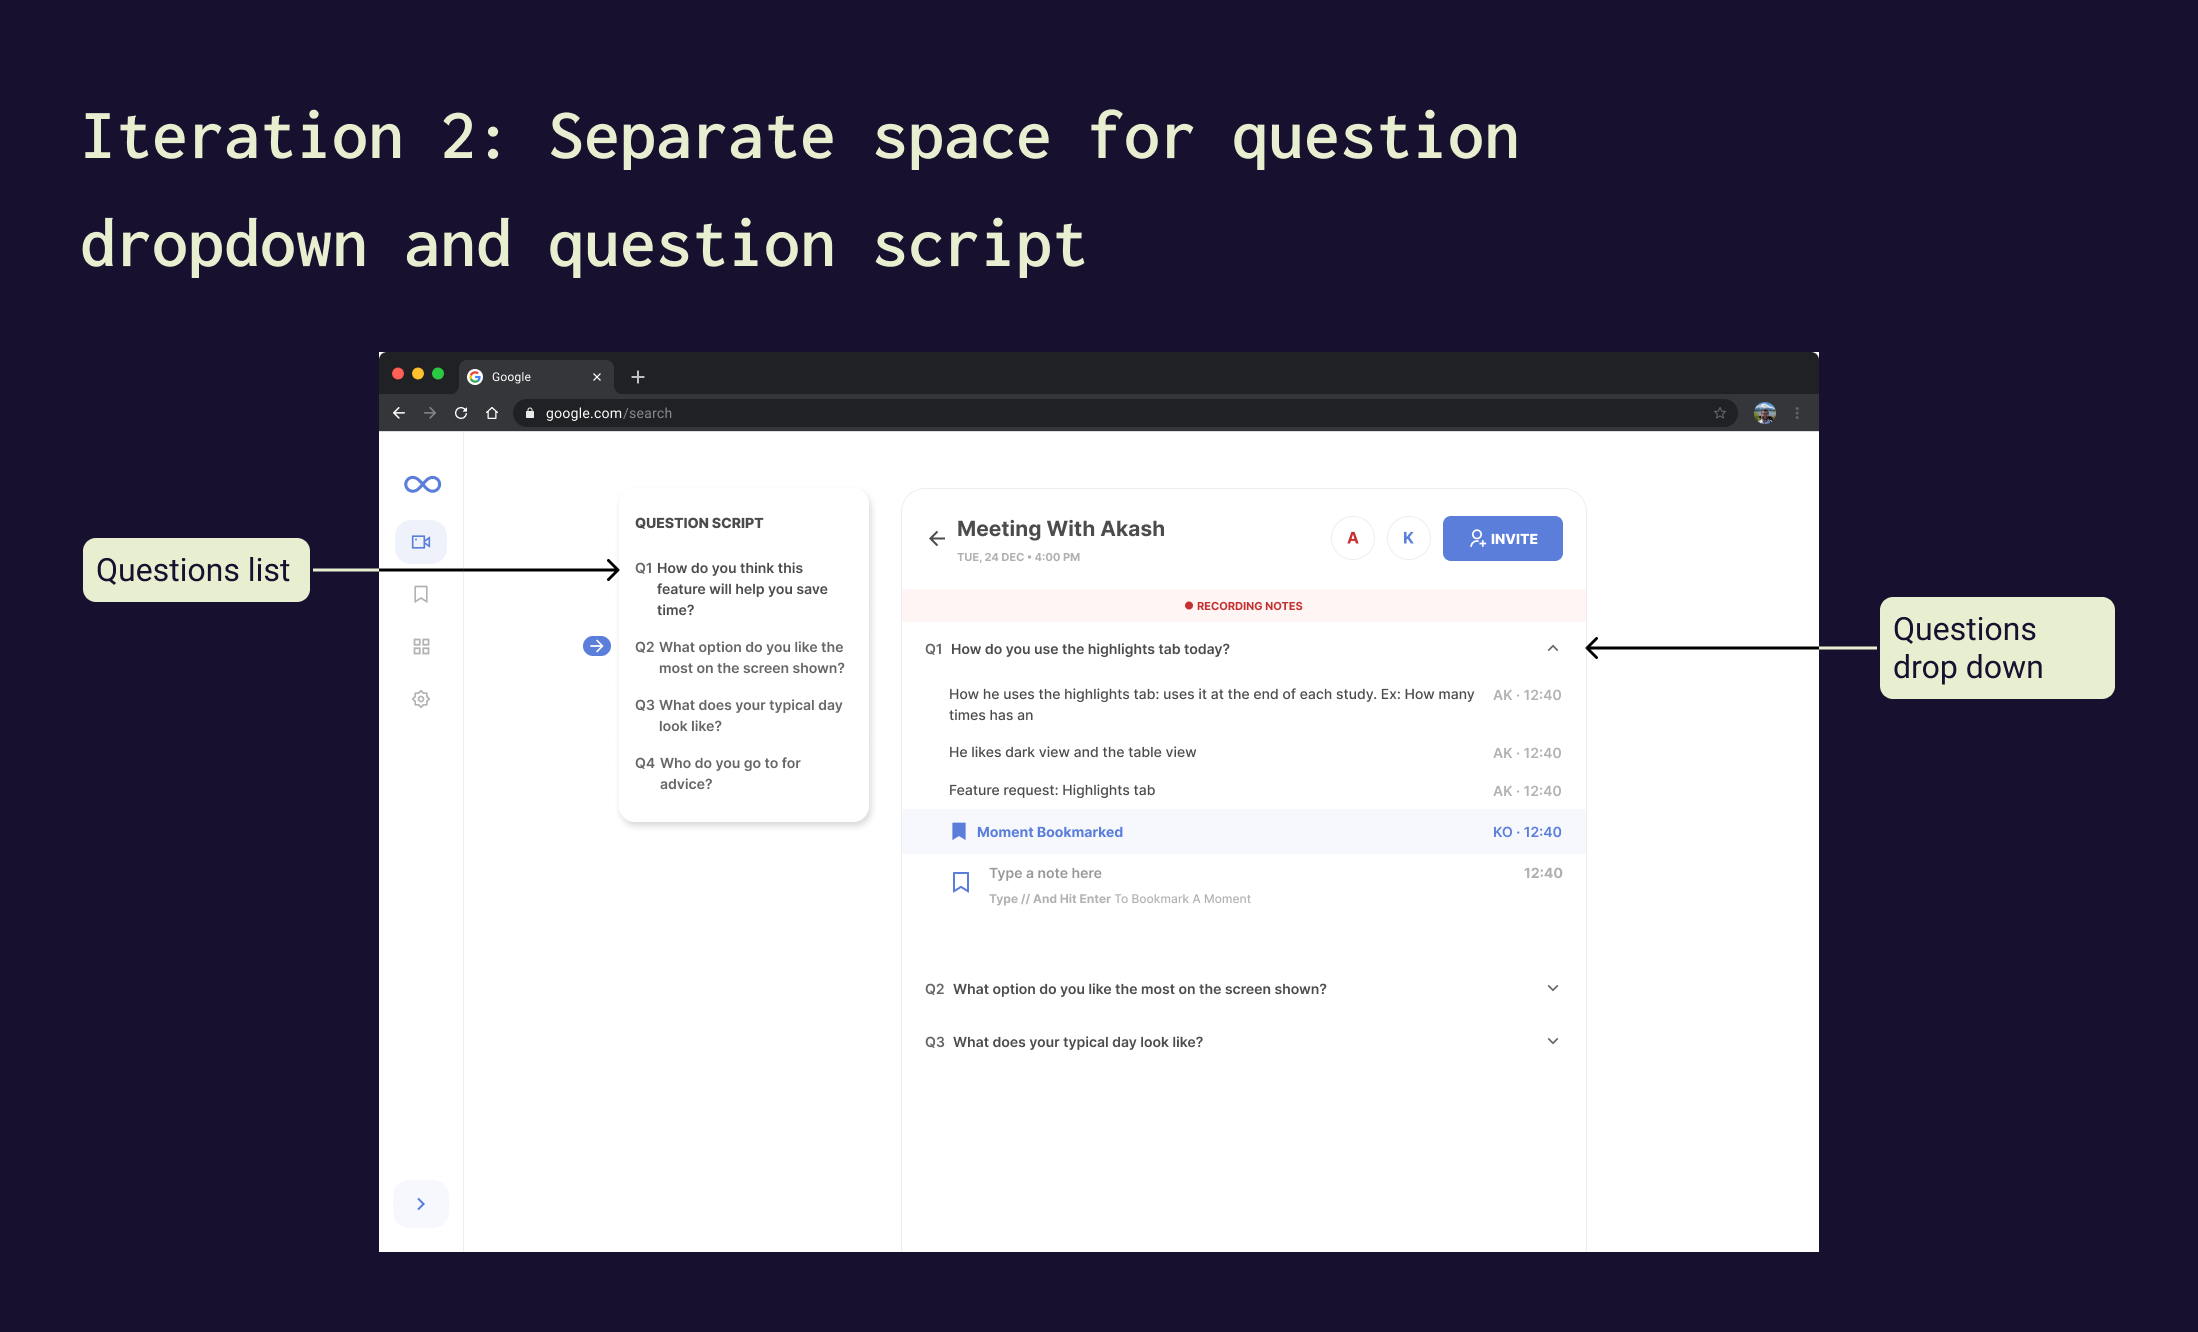 Iteration 2: Separate space for question
dropdown and question script
Google
google.com/search
Questions list
QUESTION SCRIPT
Q1 How do you think this
feature will help you save
time?
Q2 What option do you like the
most on the screen shown?
Q3 What does your typical day
look like?
Q4 Who do you go to for
advice?
Meeting With Akash
TUE, 24 DEC • 4:00 PM
A
K
INVITE
RECORDING NOTES
Q1 How do you use the highlights tab today?
How he uses the highlights tab: uses it at the end of each study. Ex: How many
times has an
AK · 12:40
He likes dark view and the table view
AK · 12:40
Feature request: Highlights tab
AK · 12:40
Moment Bookmarked
KO · 12:40
Type a note here
12:40
Type // And Hit Enter To Bookmark A Moment
Q2 What option do you like the most on the screen shown?
Q3 What does your typical day look like?
Questions
drop down